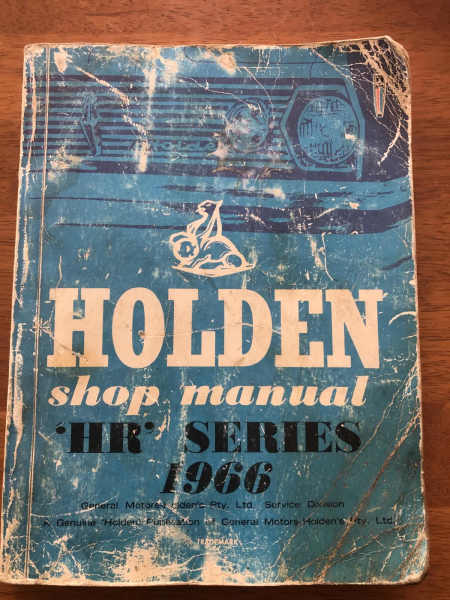 HOLDEN
shop manual
'HR' SERIES
1966
General Motors-Holden's Pty. Ltd. Service Division
A Genuine "Holden" Publication of General Motors-Holden's Pty. Ltd.
TRADEMARK